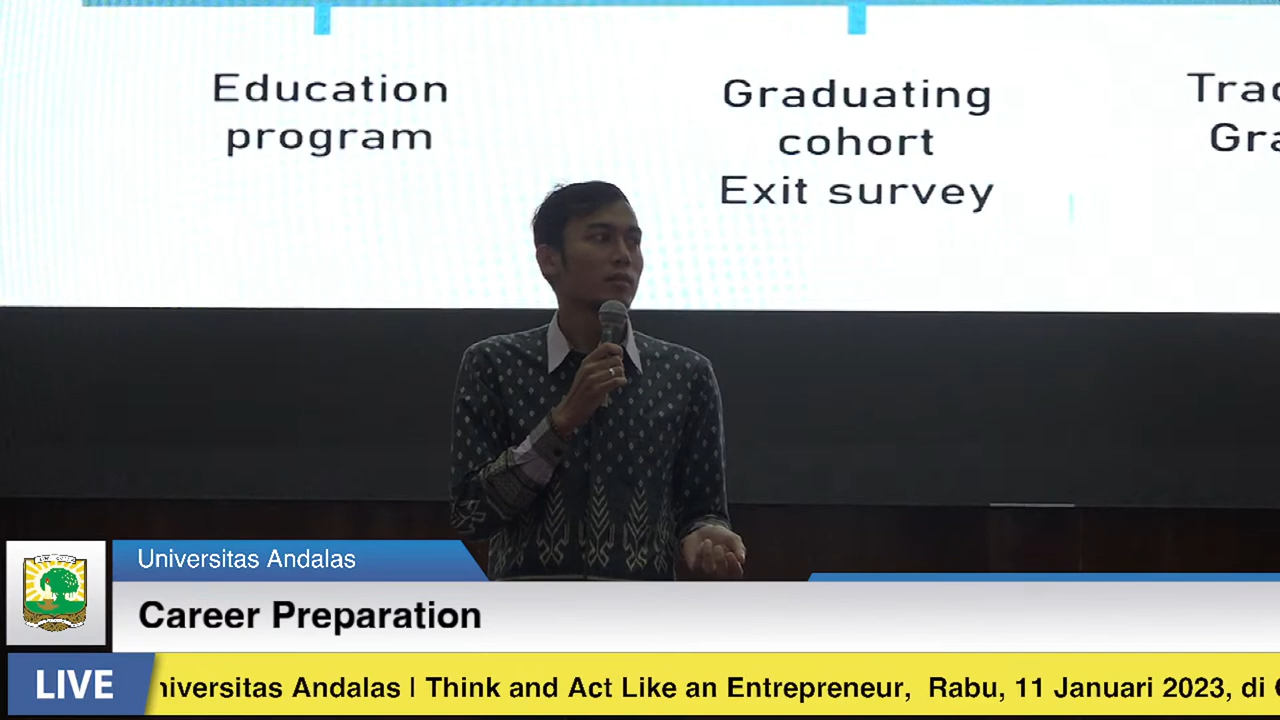 Education
program
Graduating
cohort
Exit survey
Universitas Andalas
Career Preparation
LIVE
Universitas Andalas | Think and Act Like an Entrepreneur, Rabu, 11 Januari 2023, di